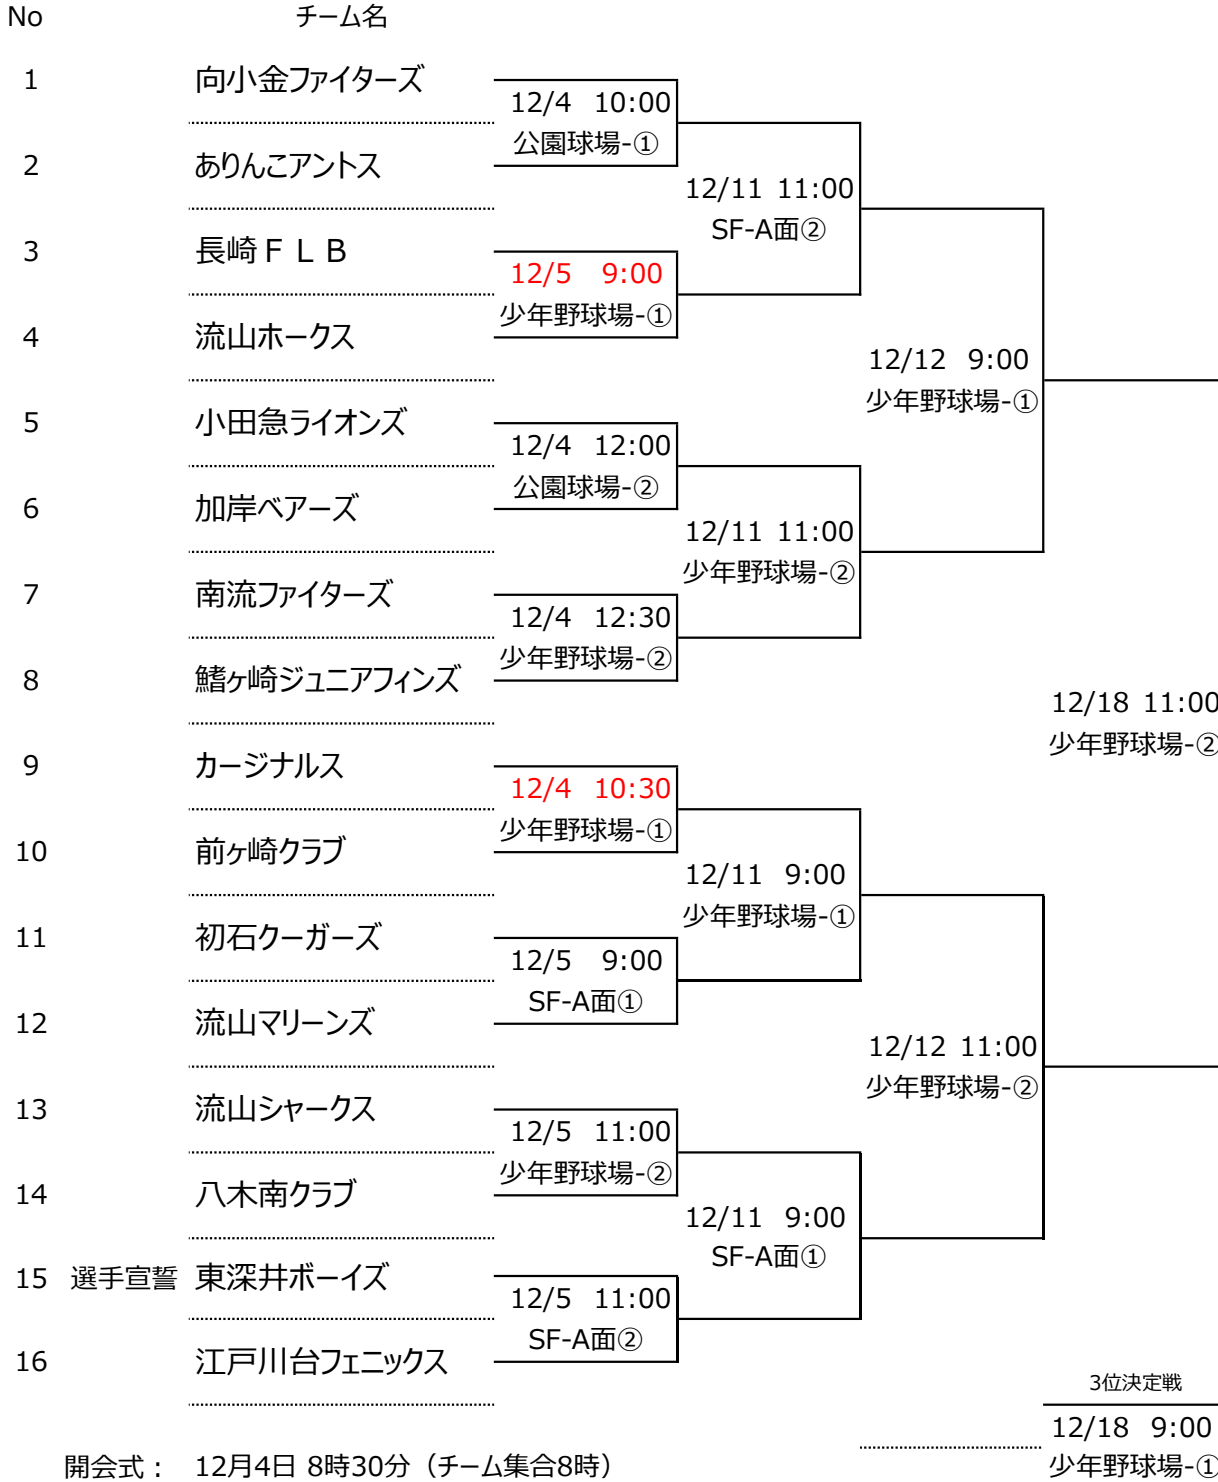 No チーム名
1 向小金ファイターズ
12/4 10:00
公園球場-①
2 ありんこアントス
12/11 11:00
SF-A面②
3 長崎ＦＬＢ
12/5 9:00
少年野球場-①
4 流山ホークス
12/12 9:00
少年野球場-①
5 小田急ライオンズ
12/4 12:00
公園球場-②
6 加岸ベアーズ
12/11 11:00
少年野球場-②
7 南流ファイターズ
12/4 12:30
少年野球場-②
8 鰭ヶ崎ジュニアフィンズ
12/18 11:00
少年野球場-②
9 カージナルス
12/4 10:30
少年野球場-①
10 前ヶ崎クラブ
12/11 9:00
少年野球場-①
11 初石クーガーズ
12/5 9:00
SF-A面①
12 流山マリーンズ
12/12 11:00
少年野球場-②
13 流山シャークス
12/5 11:00
少年野球場-②
14 八木南クラブ
12/11 9:00
SF-A面①
15 選手宣誓 東深井ボーイズ
12/5 11:00
SF-A面②
16 江戸川台フェニックス
3位決定戦
12/18 9:00
少年野球場-①
開会式： 12月4日 8時30分（チーム集合8時）